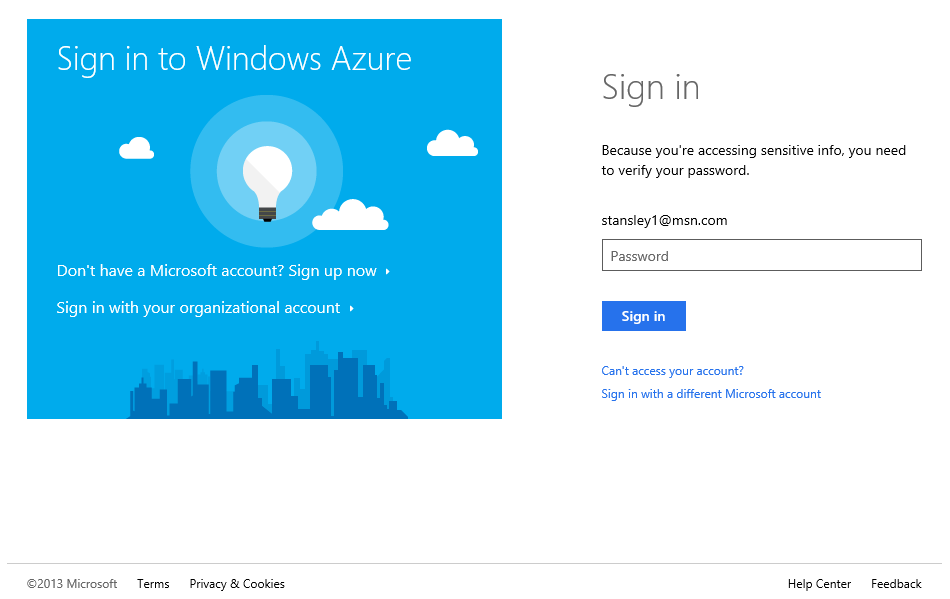 Sign in to Windows Azure
Don't have a Microsoft account? Sign up now
Sign in with your organizational account
Sign in
Because you're accessing sensitive info, you need
to verify your password.
stansley1@msn.com
Password
Sign in
Can't access your account?
Sign in with a different Microsoft account
©2013 Microsoft Terms Privacy & Cookies Help Center Feedback